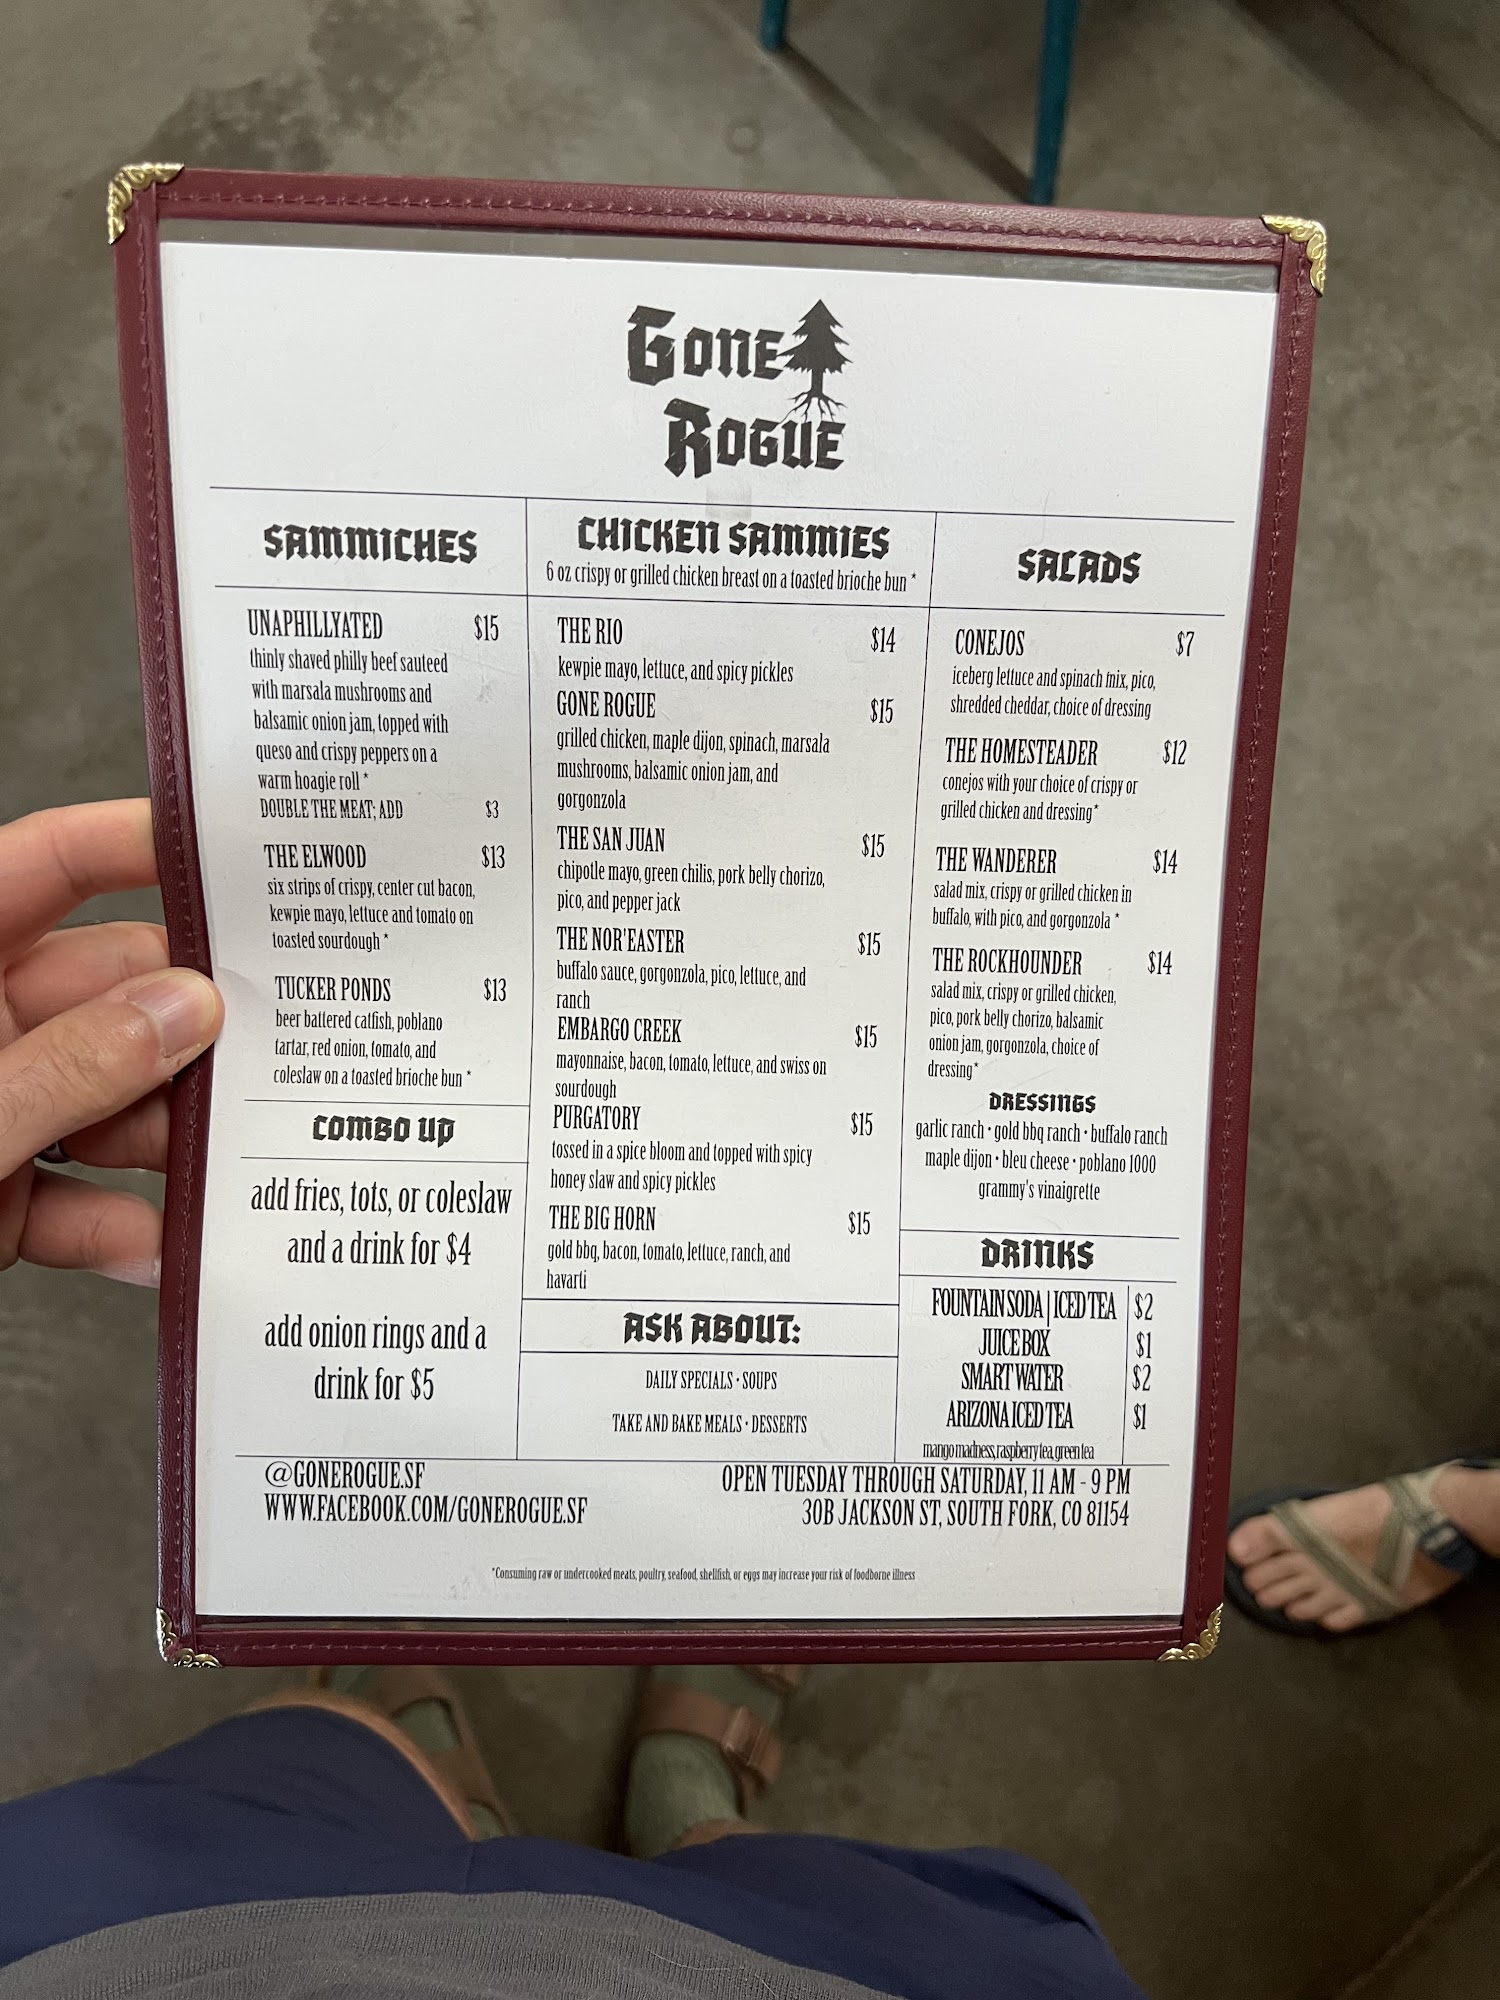 GONE
ROGUE
SAMMICHES
UNAPHILLYATED $15
thinly shaved philly beef sauteed
with marsala mushrooms and
balsamic onion jam, topped with
queso and crispy peppers on a
warm hoagie roll *
DOUBLE THE MEAT; ADD $3
THE ELWOOD $13
six strips of crispy, center cut bacon,
kewpie mayo, lettuce and tomato on
toasted sourdough *
TUCKER PONDS $13
beer battered catfish, poblano
tartar, red onion, tomato, and
coleslaw on a toasted brioche bun *
COMBO UP
add fries, tots, or coleslaw
and a drink for $4
add onion rings and a
drink for $5
CHICKEN SAMMIES
6 oz crispy or grilled chicken breast on a toasted brioche bun *
THE RIO $14
kewpie mayo, lettuce, and spicy pickles
GONE ROGUE $15
grilled chicken, maple dijon, spinach, marsala
mushrooms, balsamic onion jam, and
gorgonzola
THE SAN JUAN $15
chipotle mayo, green chilis, pork belly chorizo,
pico, and pepper jack
THE NOR'EASTER $15
buffalo sauce, gorgonzola, pico, lettuce, and
ranch
EMBARGO CREEK $15
mayonnaise, bacon, tomato, lettuce, and swiss on
sourdough
PURGATORY $15
tossed in a spice bloom and topped with spicy
honey slaw and spicy pickles
THE BIG HORN $15
gold bbq, bacon, tomato, lettuce, ranch, and
havarti
ASK ABOUT:
DAILY SPECIALS • SOUPS
TAKE AND BAKE MEALS • DESSERTS
SALADS
CONEJOS $7
iceberg lettuce and spinach mix, pico,
shredded cheddar, choice of dressing
THE HOMESTEADER $12
conejos with your choice of crispy or
grilled chicken and dressing*
THE WANDERER $14
salad mix, crispy or grilled chicken in
buffalo, with pico, and gorgonzola *
THE ROCKHOUNDER $14
salad mix, crispy or grilled chicken,
pico, pork belly chorizo, balsamic
onion jam, gorgonzola, choice of
dressing*
DRESSINGS
garlic ranch • gold bbq ranch • buffalo ranch
maple dijon • bleu cheese • poblano 1000
grammy's vinaigrette
DRINKS
FOUNTAIN SODA | ICED TEA $2
JUICE BOX $1
SMART WATER $2
ARIZONA ICED TEA $1
mango madness, raspberry tea, green tea
@GONEROGUE.SF
WWW.FACEBOOK.COM/GONEROGUE.SF
OPEN TUESDAY THROUGH SATURDAY, 11 AM - 9 PM
30B JACKSON ST, SOUTH FORK, CO 81154
*Consuming raw or undercooked meats, poultry, seafood, shellfish, or eggs may increase your risk of foodborne illness